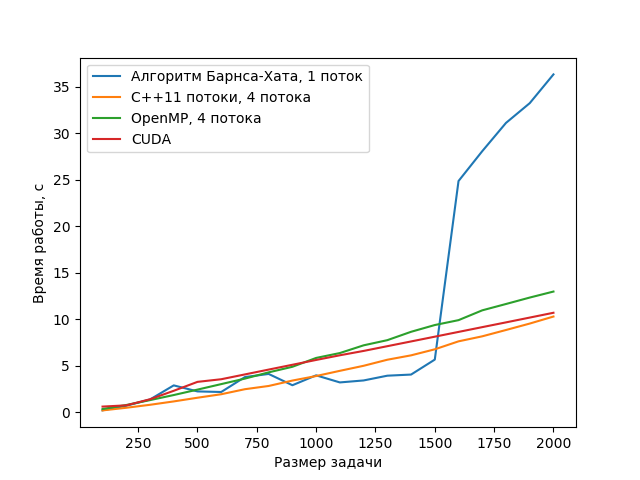 Алгоритм Барнса-Хата, 1 поток
C++11 потоки, 4 потока
OpenMP, 4 потока
CUDA
Время работы, с
35
30
25
20
15
10
5
0
250 500 750 1000 1250 1500 1750 2000
Размер задачи